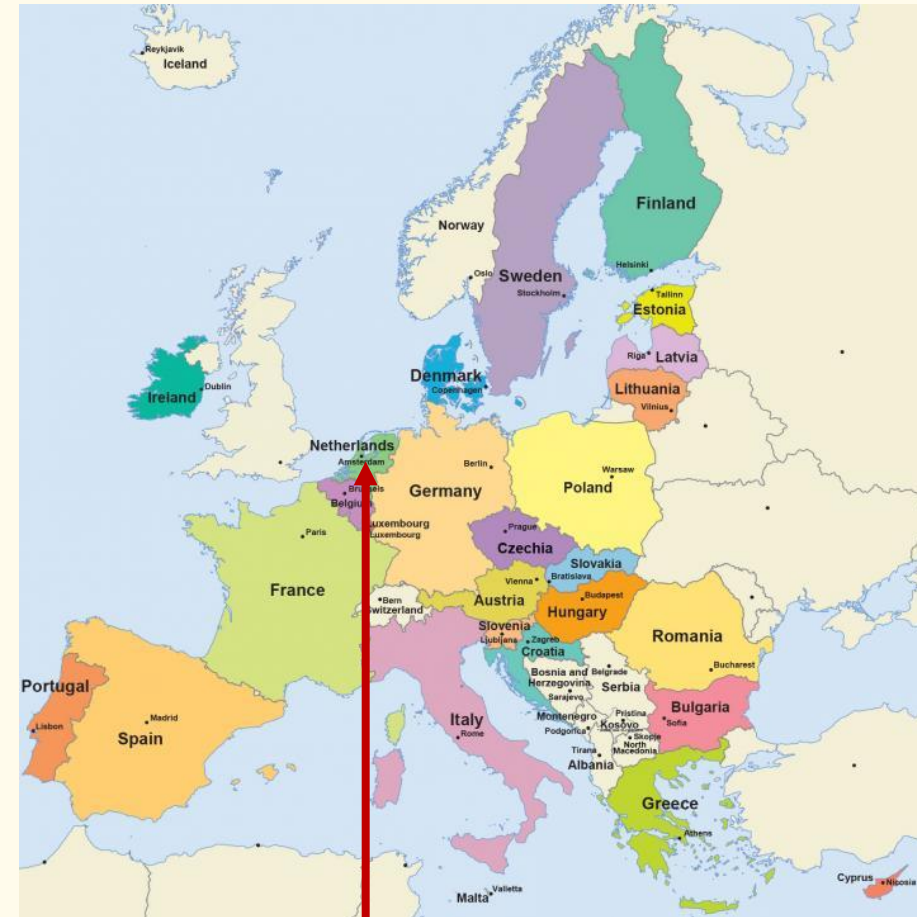 Reykjavik
Iceland
Finland
Norway
Helsinki
Oslo
Sweden
Stockholm
Tallinn
Estonia
Riga
Latvia
Denmark
Copenhagen
Lithuania
Vilnius
Dublin
Ireland
Netherlands
Amsterdam
Berlin
Warsaw
Brussels
Belgium
Germany
Poland
Luxembourg
Luxembourg
Paris
Prague
Czechia
Slovakia
Bratislava
Vienna
Austria
France
Bern
Switzerland
Budapest
Hungary
Slovenia
Ljubljana
Zagreb
Croatia
Romania
Bucharest
Bosnia and
Herzegovina
Sarajevo
Belgrade
Serbia
Portugal
Lisbon
Madrid
Spain
Italy
Rome
Montenegro
Podgorica
Pristina
Kosovo
Bulgaria
Sofia
Skopje
North
Macedonia
Tirana
Albania
Greece
Athens
Valletta
Malta
Cyprus
Nicosia